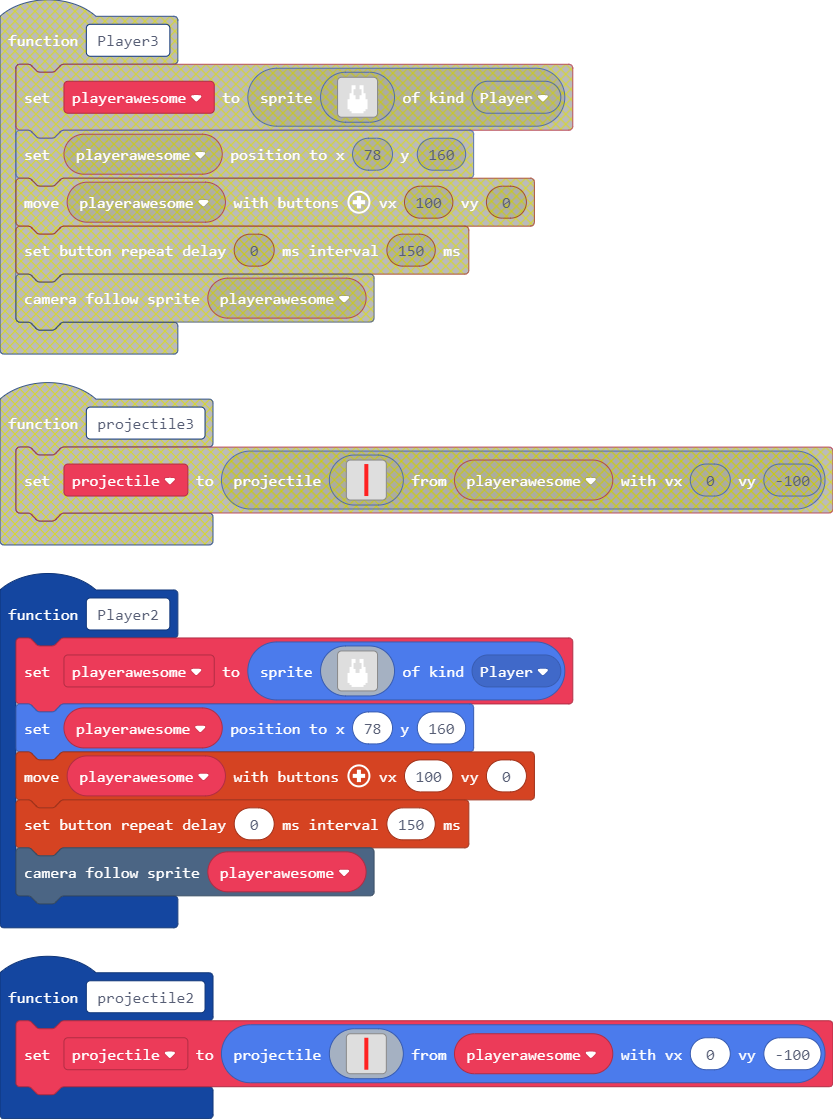 function Player3
set playerawesome to sprite of kind Player
set playerawesome position to x 78 y 160
move playerawesome with buttons vx 100 vy 0
set button repeat delay 0 ms interval 150 ms
camera follow sprite playerawesome
function projectile3
set projectile to projectile from playerawesome with vx 0 vy -100
function Player2
set playerawesome to sprite of kind Player
set playerawesome position to x 78 y 160
move playerawesome with buttons vx 100 vy 0
set button repeat delay 0 ms interval 150 ms
camera follow sprite playerawesome
function projectile2
set projectile to projectile from playerawesome with vx 0 vy -100